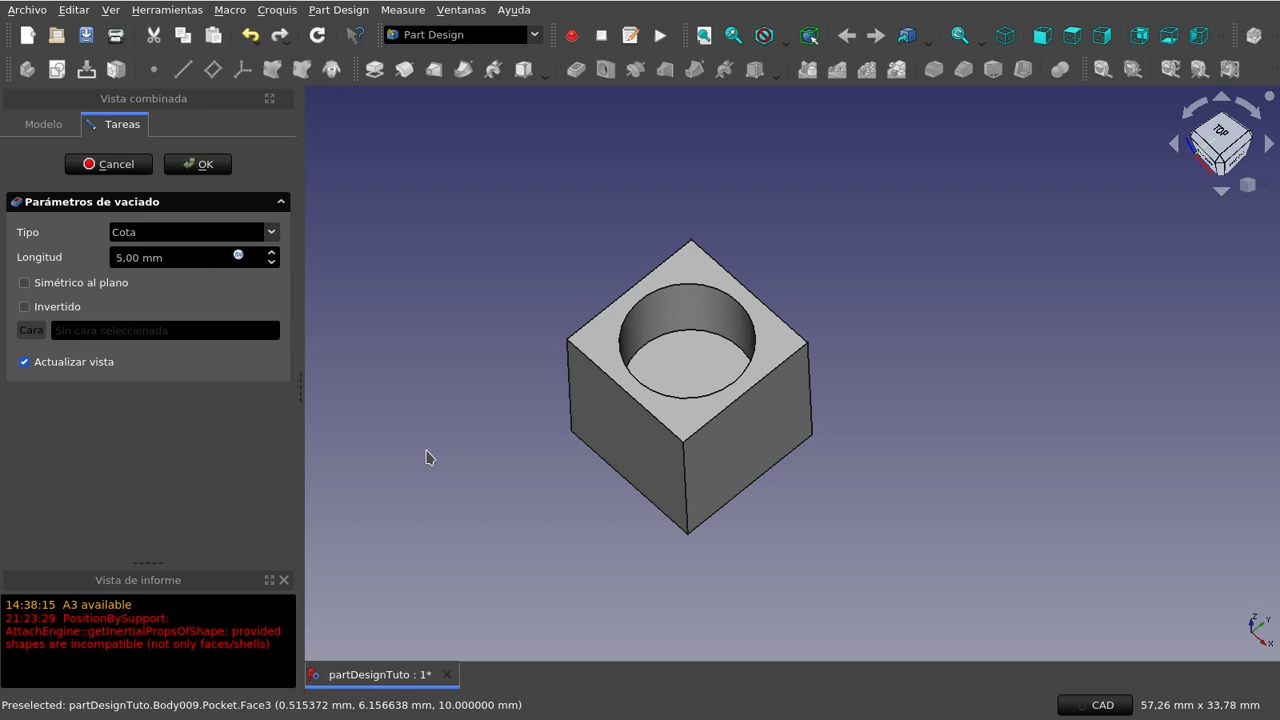 Archivo Editar Ver Herramientas Macro Croquis Part Design Measure Ventanas Ayuda
Part Design
Vista combinada
Modelo Tareas
Cancel OK
Parámetros de vaciado
Tipo Cota
Longitud 5,00 mm
Simétrico al plano
Invertido
Cara Sin cara seleccionada
Actualizar vista
TOP
Vista de informe
14:38:15 A3 available
21:23:29 PositionBySupport:
AttachEngine::getInertialPropsOfShape: provided
shapes are incompatible (not only faces/shells)
Z
Y
X
partDesignTuto : 1*
Preselected: partDesignTuto.Body009.Pocket.Face3 (0.515372 mm, 6.156638 mm, 10.000000 mm) CAD 57,26 mm x 33,78 mm